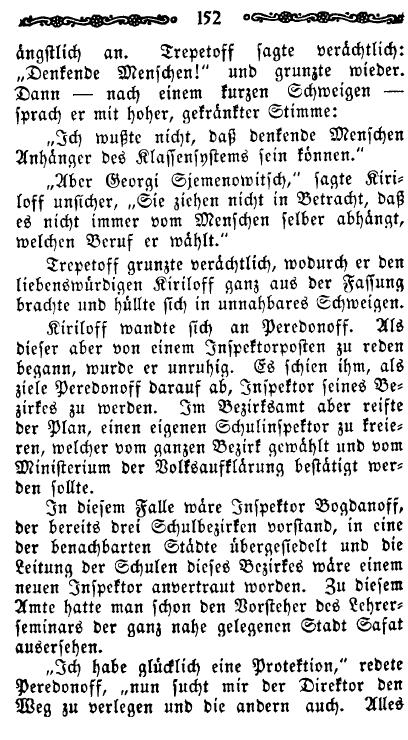 152
ängstlich an. Trepetoff sagte verächtlich:
„Denkende Menschen!“ und grunzte wieder.
Dann — nach einem kurzen Schweigen —
sprach er mit hoher, gekränkter Stimme:
„Ich wußte nicht, daß denkende Menschen
Anhänger des Klassensystems sein können.“
„Aber Georgi Sjemenowitsch,“ sagte Kiri-
loff unsicher, „Sie ziehen nicht in Betracht, daß
es nicht immer vom Menschen selber abhängt,
welchen Beruf er wählt.“
Trepetoff grunzte verächtlich, wodurch er den
liebenswürdigen Kiriloff ganz aus der Fassung
brachte und hüllte sich in unnahbares Schweigen.
Kiriloff wandte sich an Peredonoff. Als
dieser aber von einem Inspektorposten zu reden
begann, wurde er unruhig. Es schien ihm, als
ziele Peredonoff darauf ab, Inspektor seines Be-
zirkes zu werden. Im Bezirksamt aber reifte
der Plan, einen eigenen Schulinspektor zu kreie-
ren, welcher vom ganzen Bezirk gewählt und vom
Ministerium der Volksaufklärung bestätigt wer-
den sollte.
In diesem Falle wäre Inspektor Bogdanoff,
der bereits drei Schulbezirken vorstand, in eine
der benachbarten Städte übergesiedelt und die
Leitung der Schulen dieses Bezirkes wäre einem
neuen Inspektor anvertraut worden. Zu diesem
Amte hatte man schon den Vorsteher des Lehrer-
seminars der ganz nahe gelegenen Stadt Safat
ausersehen.
„Ich habe glücklich eine Protektion,“ redete
Peredonoff, „nun sucht mir der Direktor den
Weg zu verlegen und die andern auch. Alles